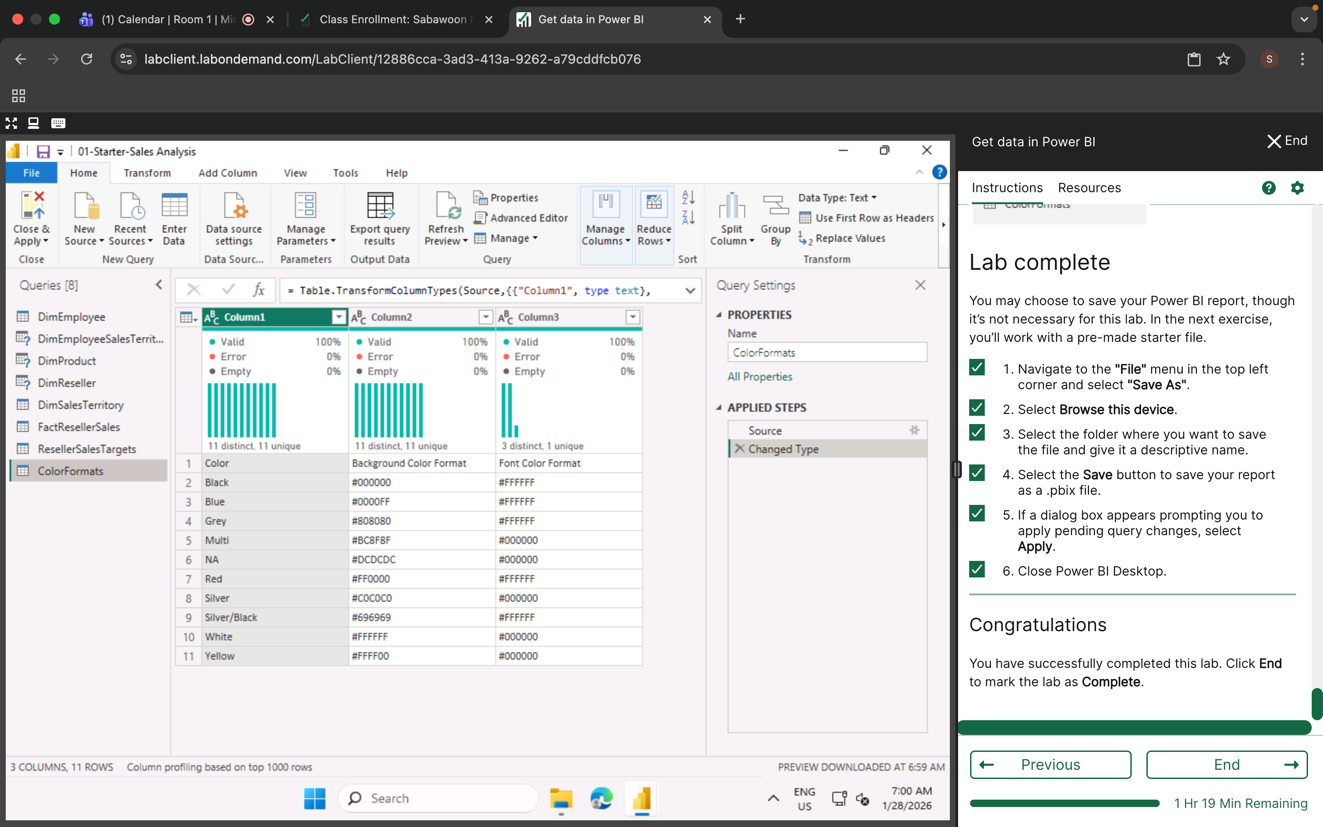 (1) Calendar | Room 1 | Mi
Class Enrollment: Sabawoon
Get data in Power BI
labclient.labondemand.com/LabClient/12886cca-3ad3-413a-9262-a79cddfcb076
S
01-Starter-Sales Analysis
File Home Transform Add Column View Tools Help
Close & Apply
New Source
Recent Sources
Enter Data
Data source settings
Manage Parameters
Export query results
Refresh Preview
Properties
Advanced Editor
Manage
Manage Columns
Reduce Rows
Split Column
Group By
Data Type: Text
Use First Row as Headers
Replace Values
Close New Query Data Sourc... Parameters Output Data Query Sort Transform
Queries [8]
DimEmployee
DimEmployeeSalesTerrit...
DimProduct
DimReseller
DimSalesTerritory
FactResellerSales
ResellerSalesTargets
ColorFormats
fx = Table.TransformColumnTypes(Source,{{"Column1", type text},
ABC Column1 ABC Column2 ABC Column3
Valid 100% Valid 100% Valid 100%
Error 0% Error 0% Error 0%
Empty 0% Empty 0% Empty 0%
11 distinct, 11 unique 11 distinct, 11 unique 3 distinct, 1 unique
1 Color Background Color Format Font Color Format
2 Black #000000 #FFFFFF
3 Blue #0000FF #FFFFFF
4 Grey #808080 #FFFFFF
5 Multi #BC8F8F #000000
6 NA #DCDCDC #000000
7 Red #FF0000 #FFFFFF
8 Silver #C0C0C0 #000000
9 Silver/Black #696969 #FFFFFF
10 White #FFFFFF #000000
11 Yellow #FFFF00 #000000
Query Settings
PROPERTIES
Name
ColorFormats
All Properties
APPLIED STEPS
Source
Changed Type
3 COLUMNS, 11 ROWS Column profiling based on top 1000 rows
PREVIEW DOWNLOADED AT 6:59 AM
Search
ENG
US
7:00 AM
1/28/2026
Get data in Power BI
End
Instructions Resources
ColorFormats
Lab complete
You may choose to save your Power BI report, though
it's not necessary for this lab. In the next exercise,
you'll work with a pre-made starter file.
1. Navigate to the "File" menu in the top left
corner and select "Save As".
2. Select Browse this device.
3. Select the folder where you want to save
the file and give it a descriptive name.
4. Select the Save button to save your report
as a .pbix file.
5. If a dialog box appears prompting you to
apply pending query changes, select
Apply.
6. Close Power BI Desktop.
Congratulations
You have successfully completed this lab. Click End
to mark the lab as Complete.
Previous
End
1 Hr 19 Min Remaining